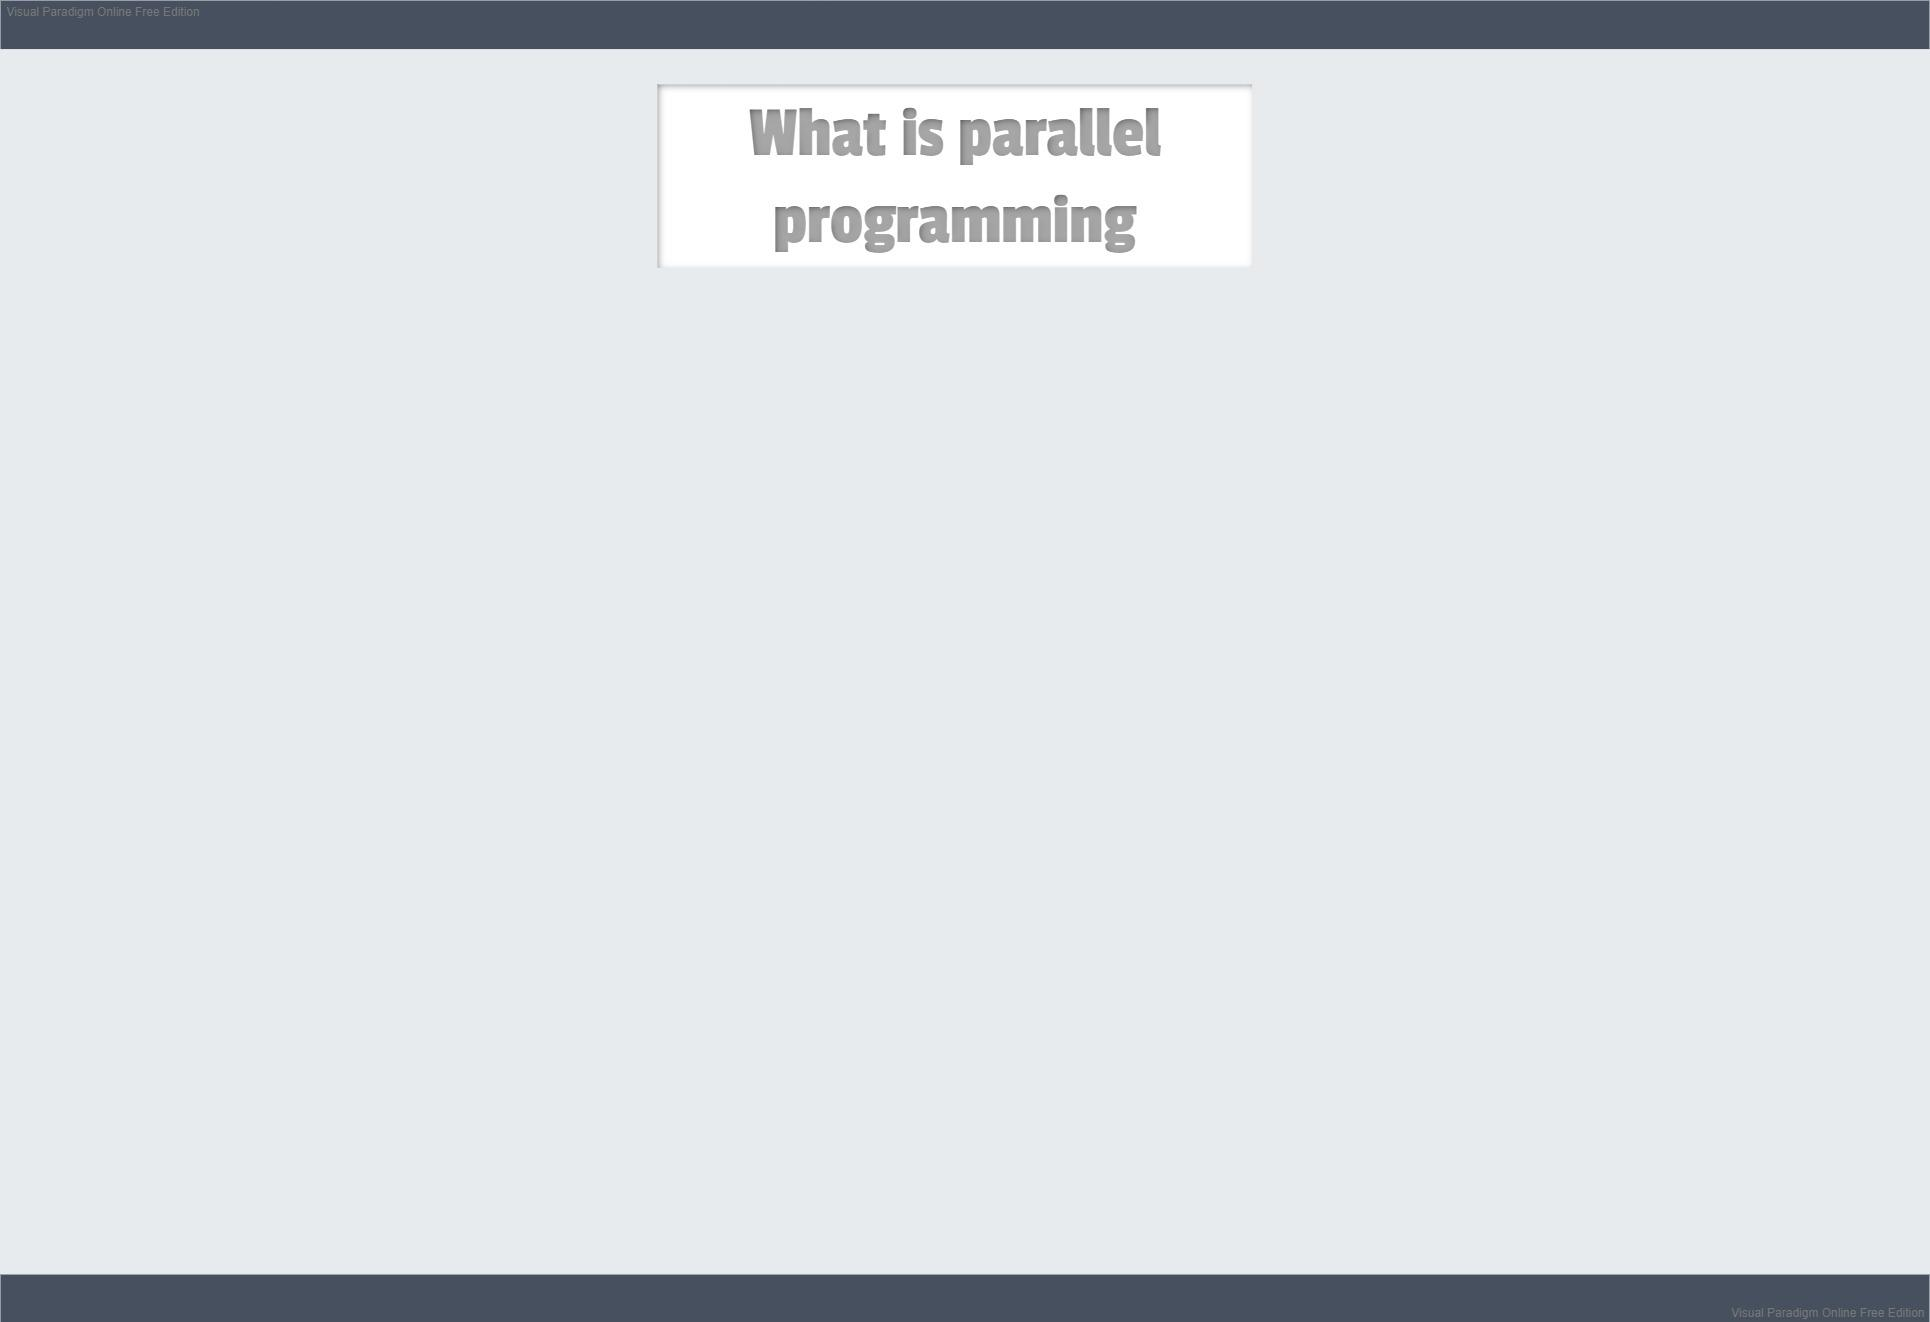 Visual Paradigm Online Free Edition
What is parallel
programming
Visual Paradigm Online Free Edition